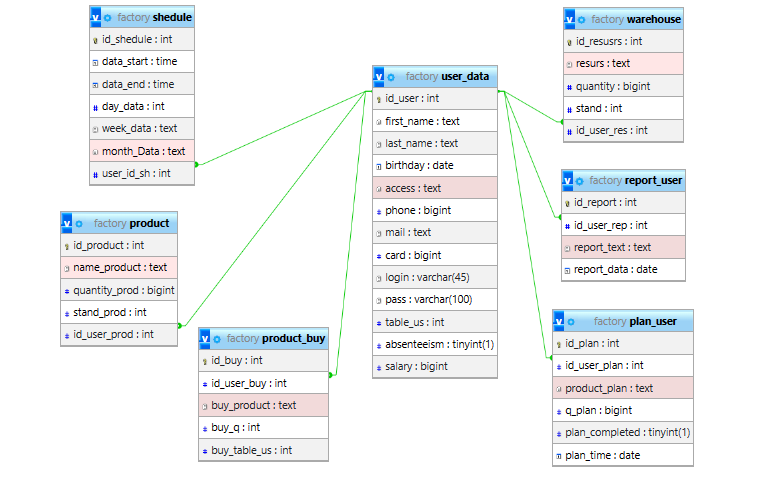 factory shedule
id_shedule : int
data_start : time
data_end : time
day_data : int
week_data : text
month_Data : text
user_id_sh : int
factory product
id_product : int
name_product : text
quantity_prod : bigint
stand_prod : int
id_user_prod : int
factory product_buy
id_buy : int
id_user_buy : int
buy_product : text
buy_q : int
buy_table_us : int
factory user_data
id_user : int
first_name : text
last_name : text
birthday : date
access : text
phone : bigint
mail : text
card : bigint
login : varchar(45)
pass : varchar(100)
table_us : int
absenteeism : tinyint(1)
salary : bigint
factory warehouse
id_resusrs : int
resurs : text
quantity : bigint
stand : int
id_user_res : int
factory report_user
id_report : int
id_user_rep : int
report_text : text
report_data : date
factory plan_user
id_plan : int
id_user_plan : int
product_plan : text
q_plan : bigint
plan_completed : tinyint(1)
plan_time : date